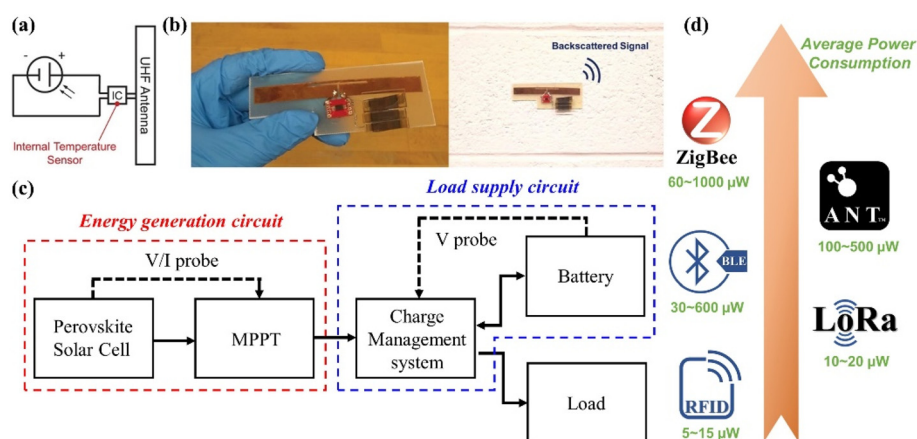 (a)
-
+
IC
UHF Antenna
Internal Temperature
Sensor
(b)
Backscattered Signal
(c)
Energy generation circuit
Load supply circuit
V/I probe
V probe
Perovskite
Solar Cell
MPPT
Charge
Management
system
Battery
Load
(d)
Average Power
Consumption
Z
ZigBee
60~1000 μW
ANT™
100~500 μW
BLE
30~600 μW
LoRa
10~20 μW
RFID
5~15 μW